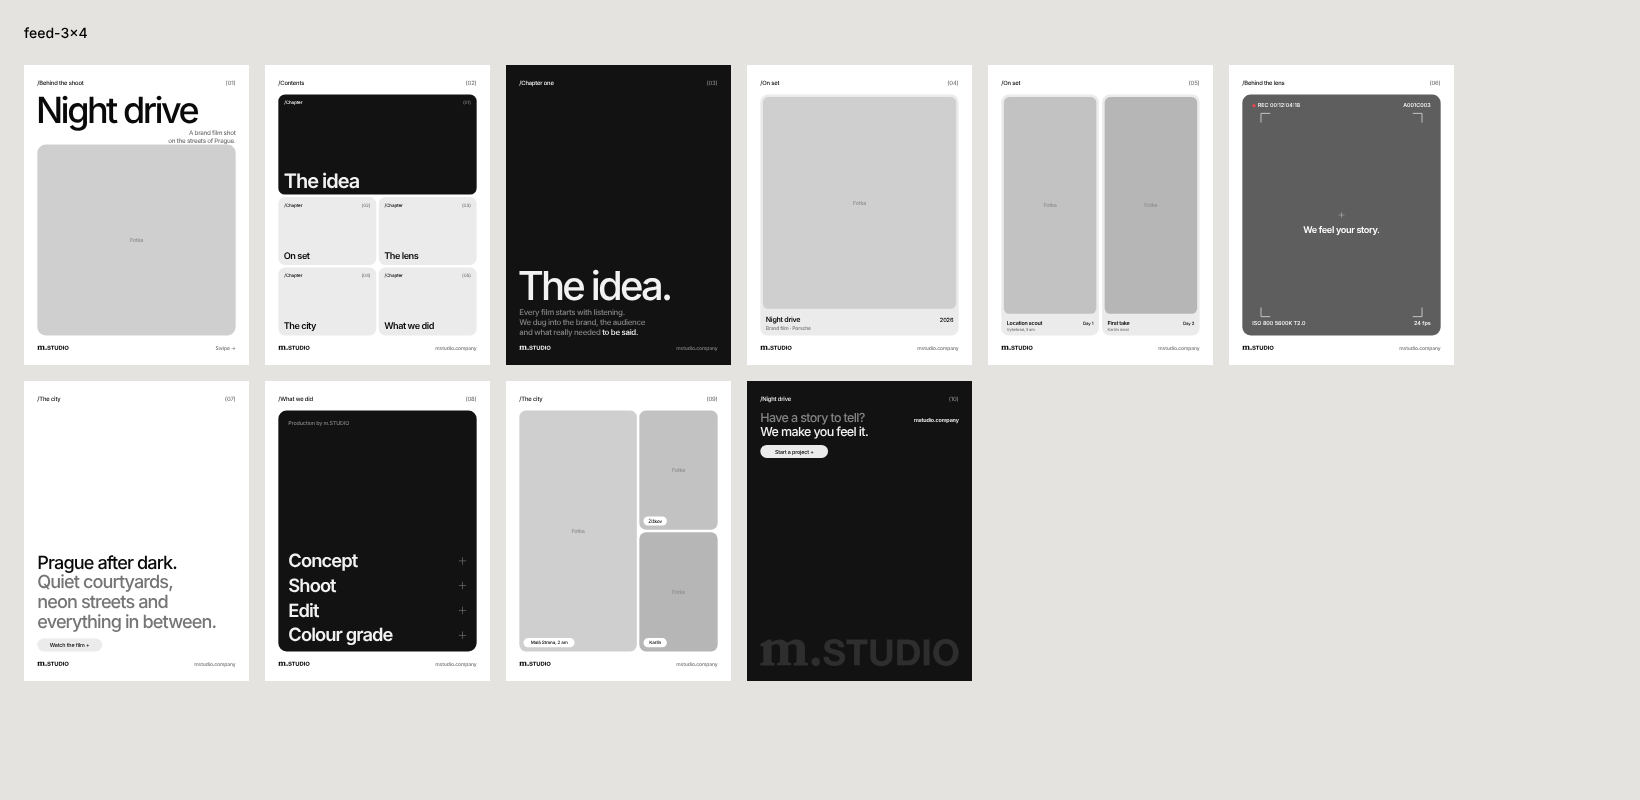 feed-3×4
/Behind the shoot
(01)
Night drive
A brand film shot
on the streets of Prague.
Fotka
m.STUDIO
Swipe →
/Contents
(02)
/Chapter
(01)
The idea
/Chapter
(02)
On set
/Chapter
(03)
The lens
/Chapter
(04)
The city
/Chapter
(05)
What we did
m.STUDIO
mstudio.company
/Chapter one
(03)
The idea.
Every film starts with listening.
We dug into the brand, the audience
and what really needed to be said.
m.STUDIO
mstudio.company
/On set
(04)
Fotka
Night drive
2026
Brand film · Porsche
m.STUDIO
mstudio.company
/On set
(05)
Fotka
Location scout
Day 1
Vyšehrad, 3 am
Fotka
First take
Day 2
Karlín street
m.STUDIO
mstudio.company
/Behind the lens
(06)
REC 00:12:04:18
A001C003
+
We feel your story.
ISO 800 5600K T2.0
24 fps
m.STUDIO
mstudio.company
/The city
(07)
Prague after dark.
Quiet courtyards,
neon streets and
everything in between.
Watch the film +
m.STUDIO
mstudio.company
/What we did
(08)
Production by m.STUDIO
Concept +
Shoot +
Edit +
Colour grade +
m.STUDIO
mstudio.company
/The city
(09)
Fotka
Malá Strana, 2 am
Fotka
Žižkov
Fotka
Karlín
m.STUDIO
mstudio.company
/Night drive
(10)
Have a story to tell?
We make you feel it.
mstudio.company
Start a project +
m.STUDIO